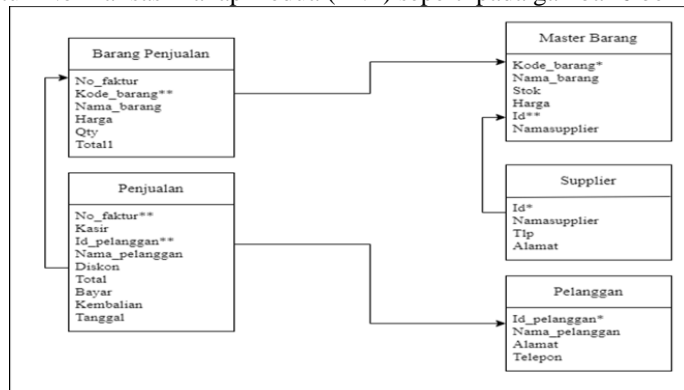 Barang Penjualan
No_faktur
Kode_barang**
Nama_barang
Harga
Qty
Total1
Penjualan
No_faktur**
Kasir
Id_pelanggan**
Nama_pelanggan
Diskon
Total
Bayar
Kembalian
Tanggal
Master Barang
Kode_barang*
Nama_barang
Stok
Harga
Id**
Namasupplier
Supplier
Id*
Namasupplier
Tlp
Alamat
Pelanggan
Id_pelanggan*
Nama_pelanggan
Alamat
Telepon